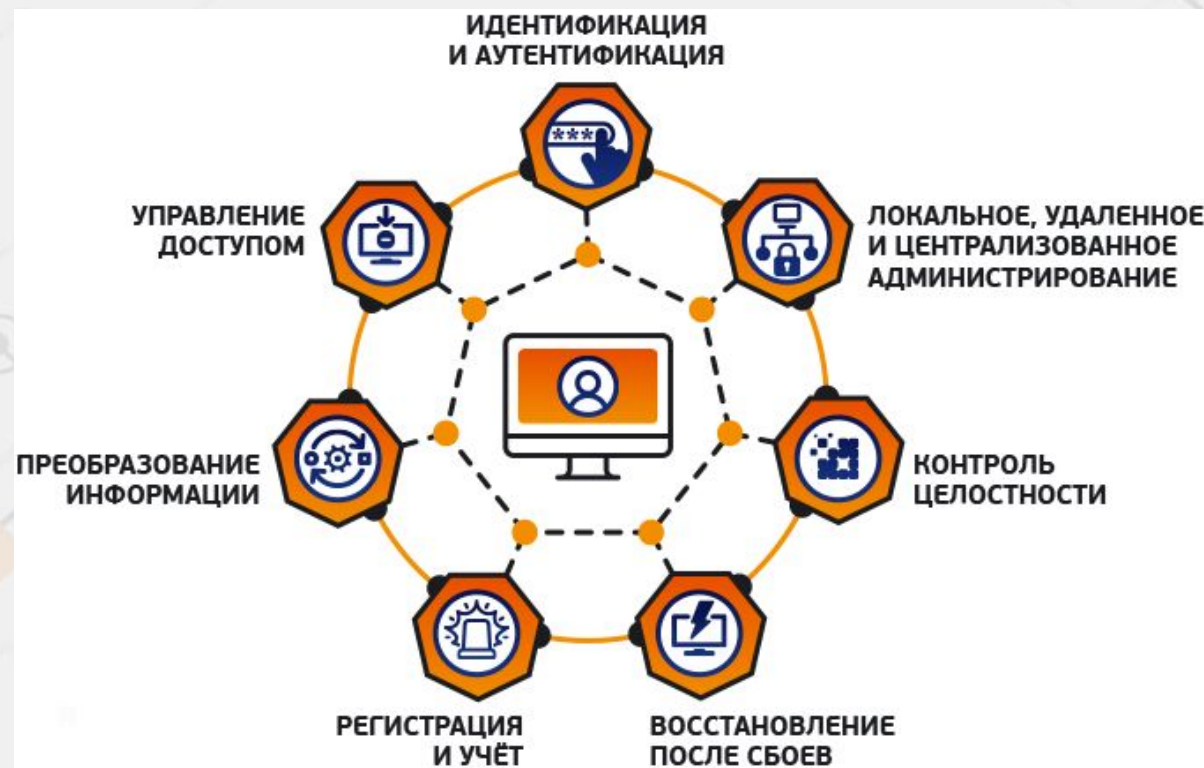 ИДЕНТИФИКАЦИЯ
И АУТЕНТИФИКАЦИЯ
УПРАВЛЕНИЕ
ДОСТУПОМ
ЛОКАЛЬНОЕ, УДАЛЕННОЕ
И ЦЕНТРАЛИЗОВАННОЕ
АДМИНИСТРИРОВАНИЕ
ПРЕОБРАЗОВАНИЕ
ИНФОРМАЦИИ
КОНТРОЛЬ
ЦЕЛОСТНОСТИ
РЕГИСТРАЦИЯ
И УЧЁТ
ВОССТАНОВЛЕНИЕ
ПОСЛЕ СБОЕВ